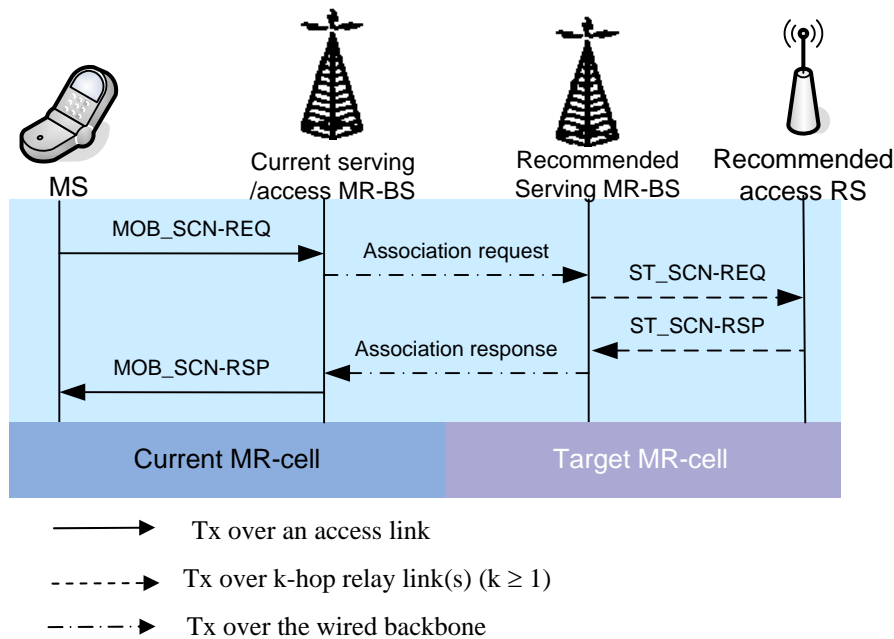 MS
Current serving
/access MR-BS
Recommended
Serving MR-BS
Recommended
access RS
MOB_SCN-REQ
Association request
ST_SCN-REQ
ST_SCN-RSP
Association response
MOB_SCN-RSP
Current MR-cell
Target MR-cell
Tx over an access link
Tx over k-hop relay link(s) (k ≥ 1)
Tx over the wired backbone